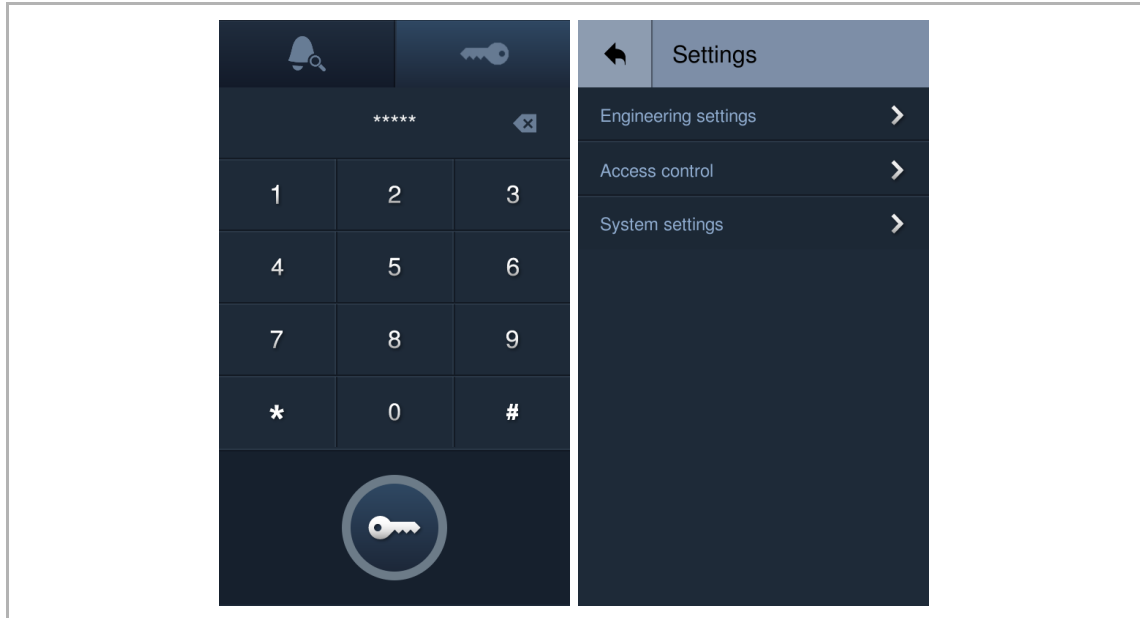 *****
1 2 3
4 5 6
7 8 9
* 0 #
Settings
Engineering settings
Access control
System settings